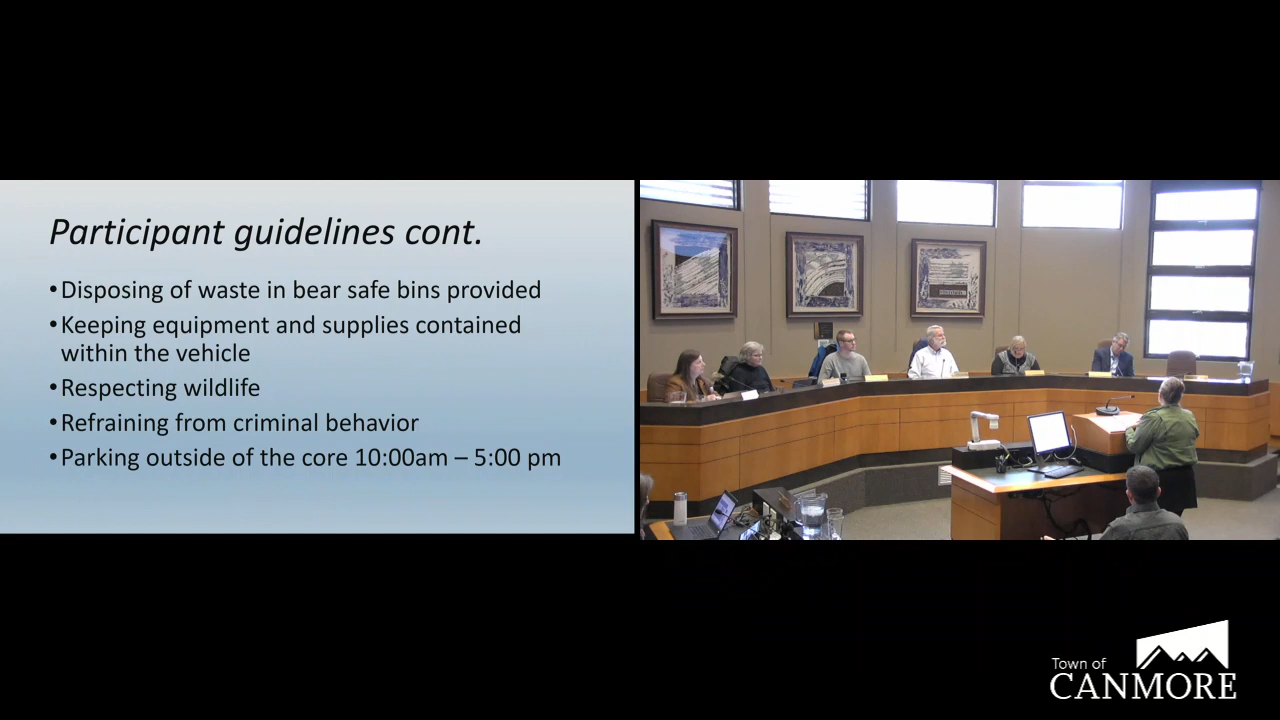 Participant guidelines cont.
•Disposing of waste in bear safe bins provided
•Keeping equipment and supplies contained
within the vehicle
•Respecting wildlife
•Refraining from criminal behavior
•Parking outside of the core 10:00am – 5:00 pm
Town of
CANMORE